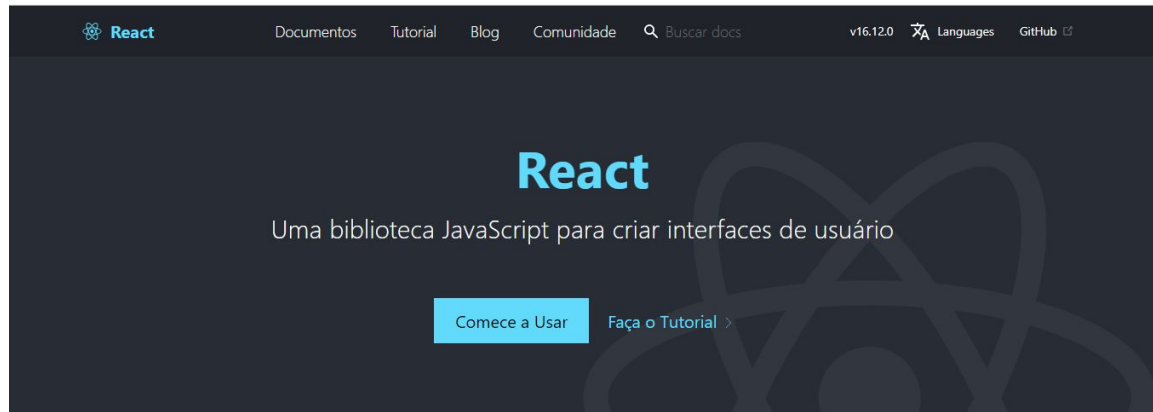 React Documentos Tutorial Blog Comunidade Buscar docs v16.12.0 Languages GitHub
React
Uma biblioteca JavaScript para criar interfaces de usuário
Comece a Usar Faça o Tutorial